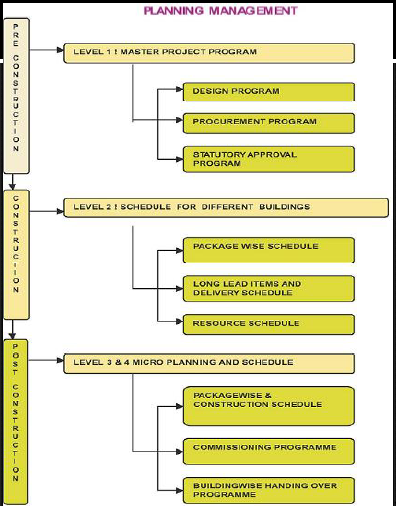 PLANNING MANAGEMENT
PRE CONSTRUCTION
LEVEL 1 ! MASTER PROJECT PROGRAM
DESIGN PROGRAM
PROCUREMENT PROGRAM
STATUTORY APPROVAL
PROGRAM
CONSTRUCTION
LEVEL 2 ! SCHEDULE FOR DIFFERENT BUILDINGS
PACKAGE WISE SCHEDULE
LONG LEAD ITEMS AND
DELIVERY SCHEDULE
RESOURCE SCHEDULE
POST CONSTRUCTION
LEVEL 3 & 4 MICRO PLANNING AND SCHEDULE
PACKAGEWISE &
CONSTRUCTION SCHEDULE
COMMISSIONING PROGRAMME
BUILDINGWISE HANDING OVER
PROGRAMME